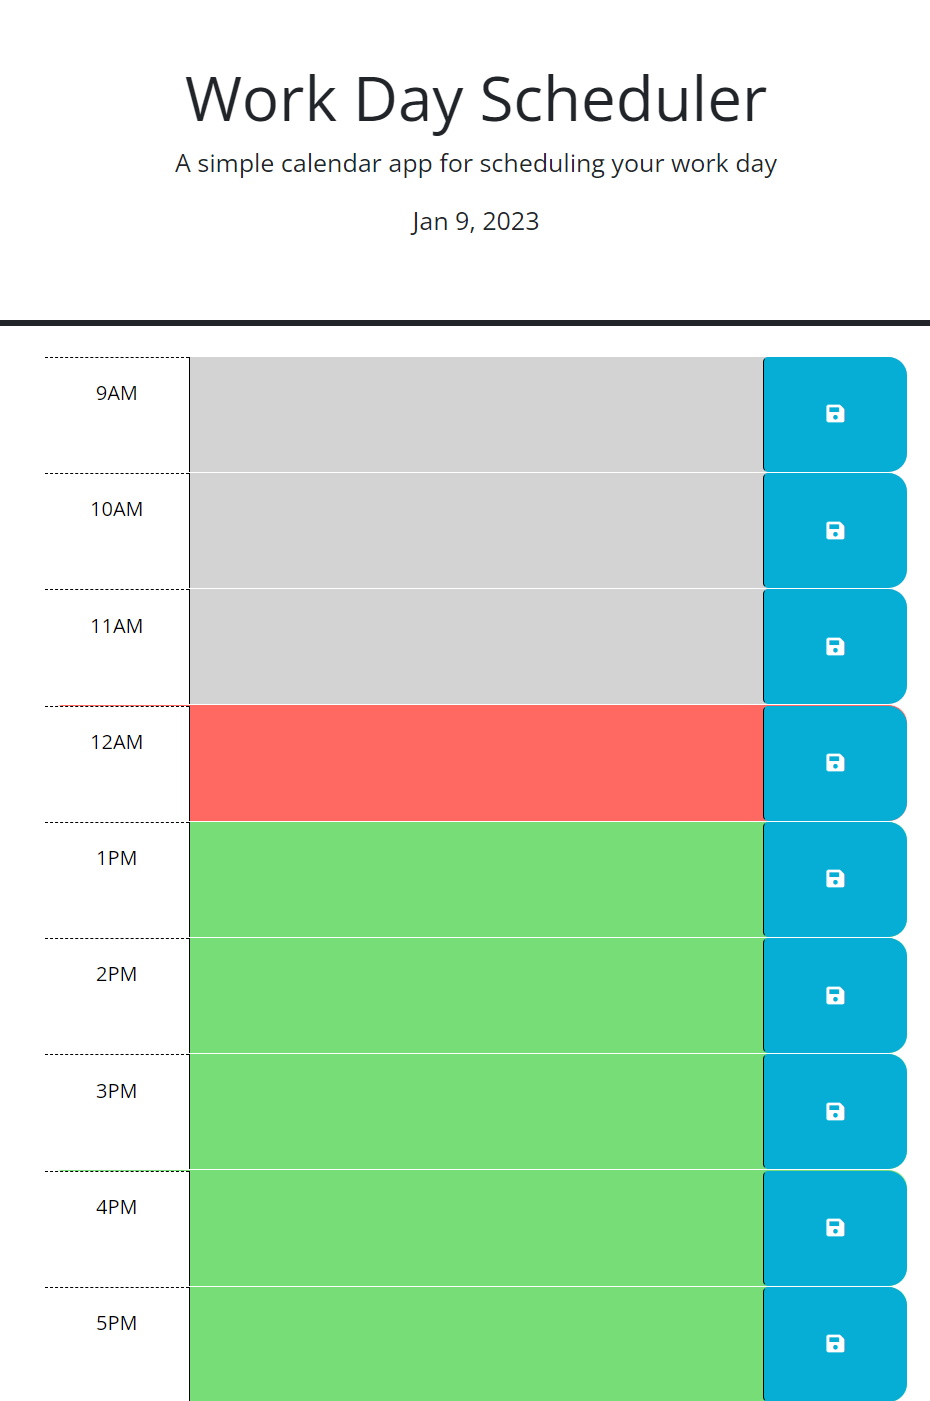 Work Day Scheduler
A simple calendar app for scheduling your work day
Jan 9, 2023
9AM
10AM
11AM
12AM
1PM
2PM
3PM
4PM
5PM